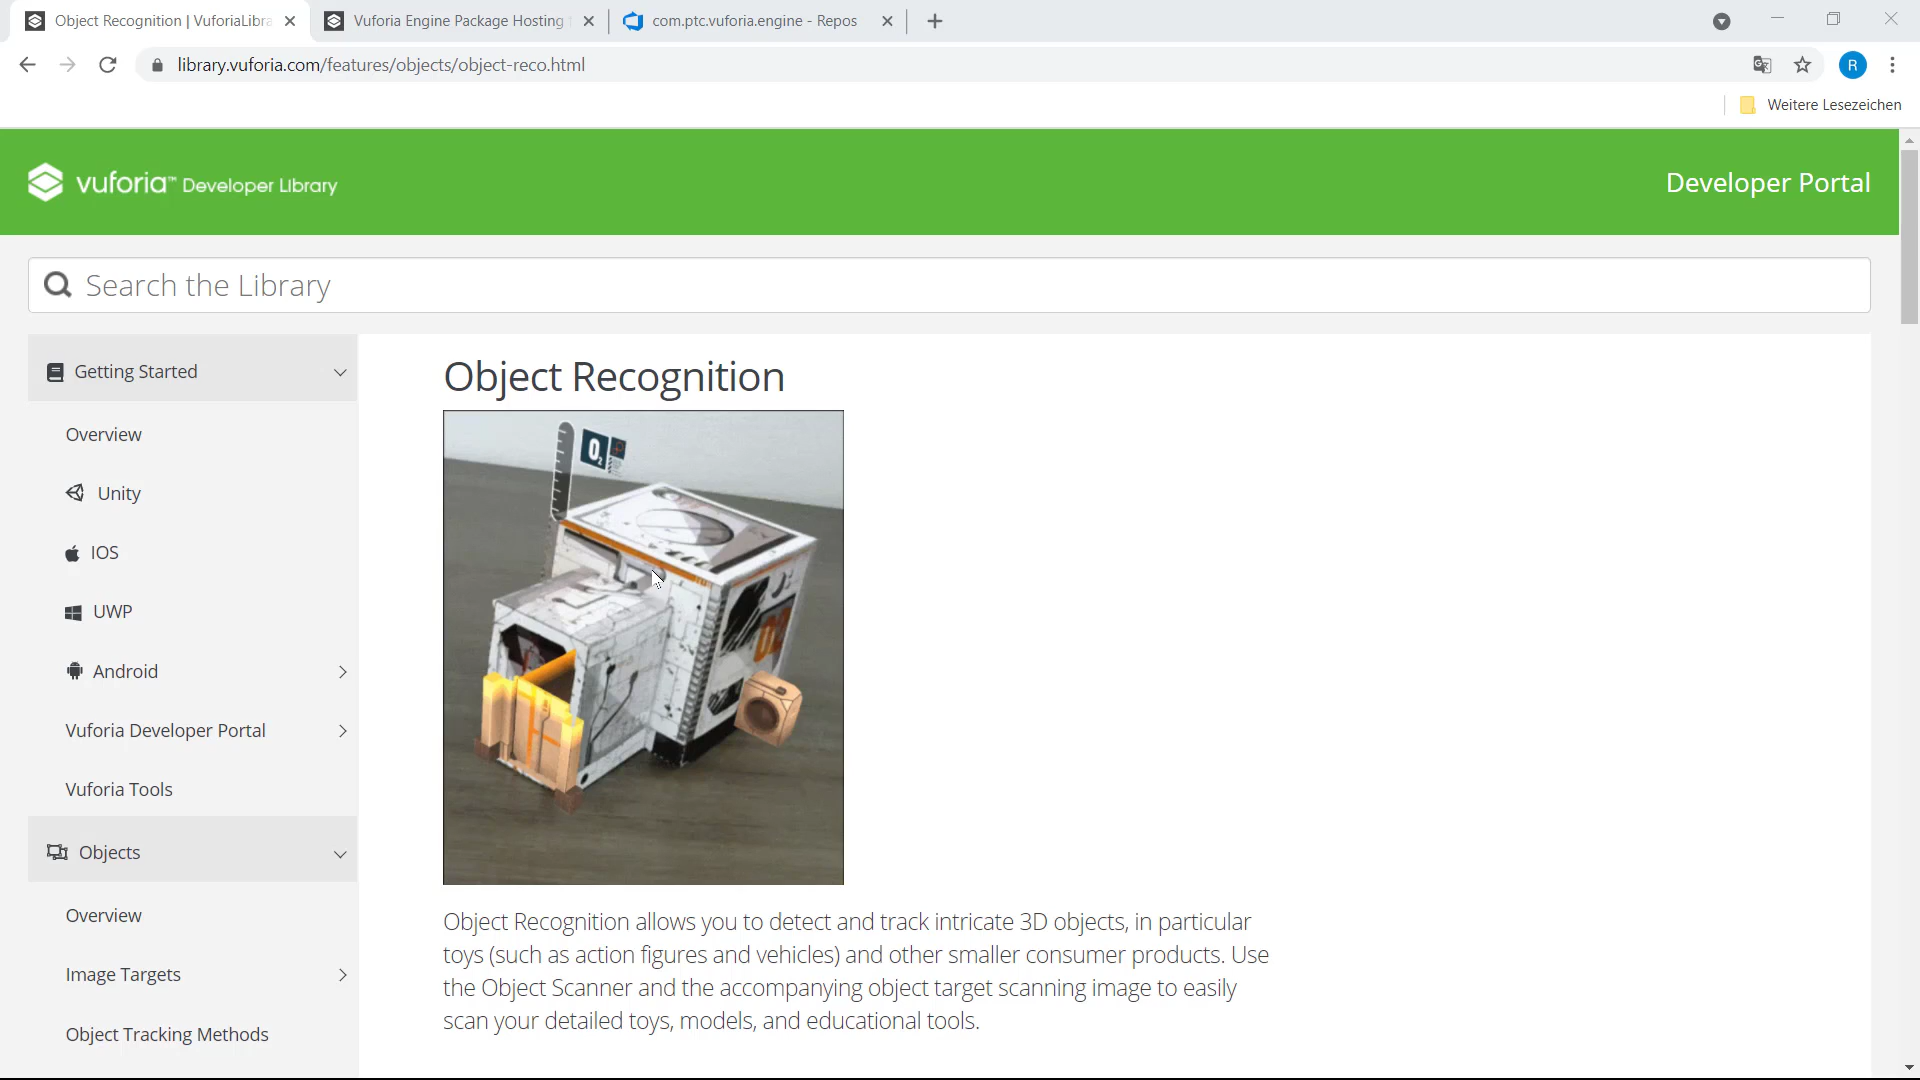 Object Recognition | VuforiaLibra
Vuforia Engine Package Hosting
com.ptc.vuforia.engine - Repos
library.vuforia.com/features/objects/object-reco.html
R
Weitere Lesezeichen
vuforia™ Developer Library
Developer Portal
Search the Library
Getting Started
Overview
Unity
IOS
UWP
Android
Vuforia Developer Portal
Vuforia Tools
Objects
Overview
Image Targets
Object Tracking Methods
Object Recognition
O2
02
Object Recognition allows you to detect and track intricate 3D objects, in particular
toys (such as action figures and vehicles) and other smaller consumer products. Use
the Object Scanner and the accompanying object target scanning image to easily
scan your detailed toys, models, and educational tools.